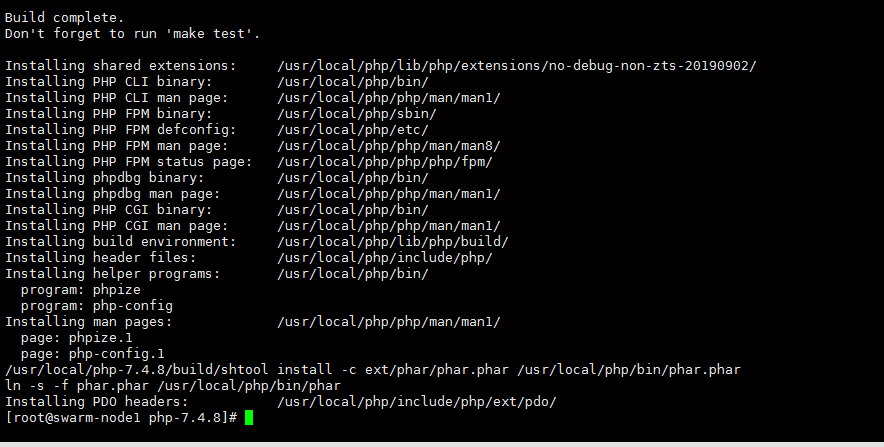 Build complete.
Don't forget to run 'make test'.
Installing shared extensions:     /usr/local/php/lib/php/extensions/no-debug-non-zts-20190902/
Installing PHP CLI binary:        /usr/local/php/bin/
Installing PHP CLI man page:      /usr/local/php/php/man/man1/
Installing PHP FPM binary:        /usr/local/php/sbin/
Installing PHP FPM defconfig:     /usr/local/php/etc/
Installing PHP FPM man page:      /usr/local/php/php/man/man8/
Installing PHP FPM status page:   /usr/local/php/php/php/fpm/
Installing phpdbg binary:         /usr/local/php/bin/
Installing phpdbg man page:       /usr/local/php/php/man/man1/
Installing PHP CGI binary:        /usr/local/php/bin/
Installing PHP CGI man page:      /usr/local/php/php/man/man1/
Installing build environment:     /usr/local/php/lib/php/build/
Installing header files:          /usr/local/php/include/php/
Installing helper programs:       /usr/local/php/bin/
  program: phpize
  program: php-config
Installing man pages:             /usr/local/php/php/man/man1/
  page: phpize.1
  page: php-config.1
/usr/local/php-7.4.8/build/shtool install -c ext/phar/phar.phar /usr/local/php/bin/phar.phar
ln -s -f phar.phar /usr/local/php/bin/phar
Installing PDO headers:           /usr/local/php/include/php/ext/pdo/
[root@swarm-node1 php-7.4.8]#